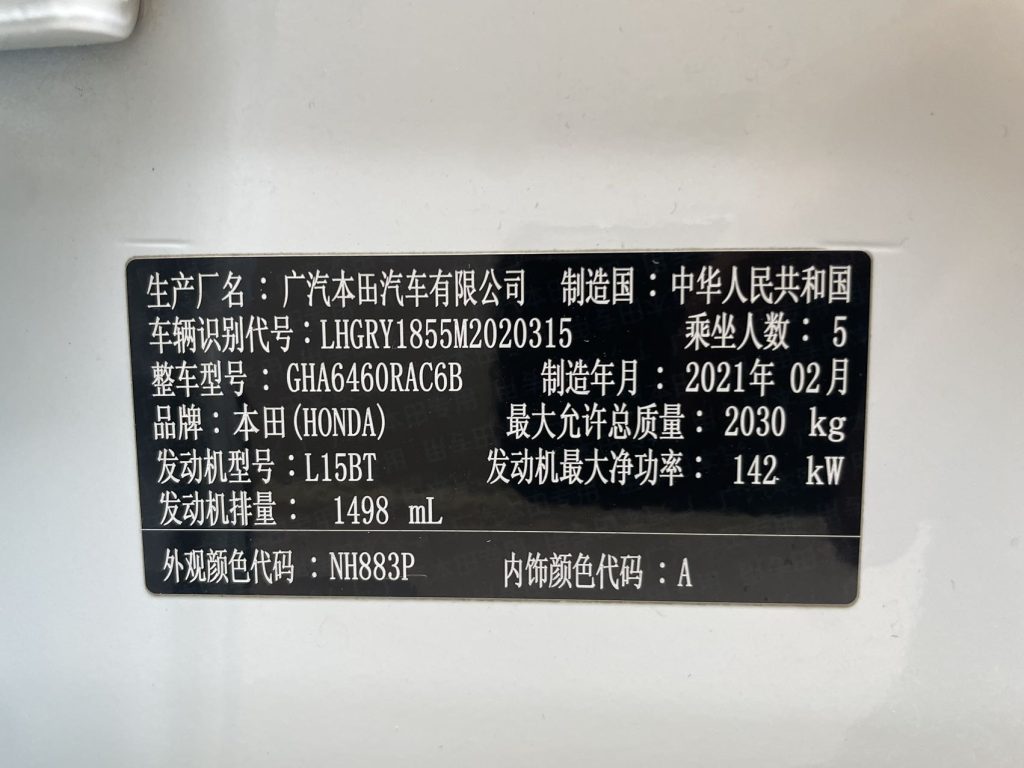 生产厂名：广汽本田汽车有限公司 制造国：中华人民共和国
车辆识别代号：LHGRY1855M2020315 乘坐人数：5
整车型号：GHA6460RAC6B 制造年月：2021年 02月
品牌：本田(HONDA) 最大允许总质量：2030 kg
发动机型号：L15BT 发动机最大净功率：142 kW
发动机排量：1498 mL
外观颜色代码：NH883P 内饰颜色代码：A